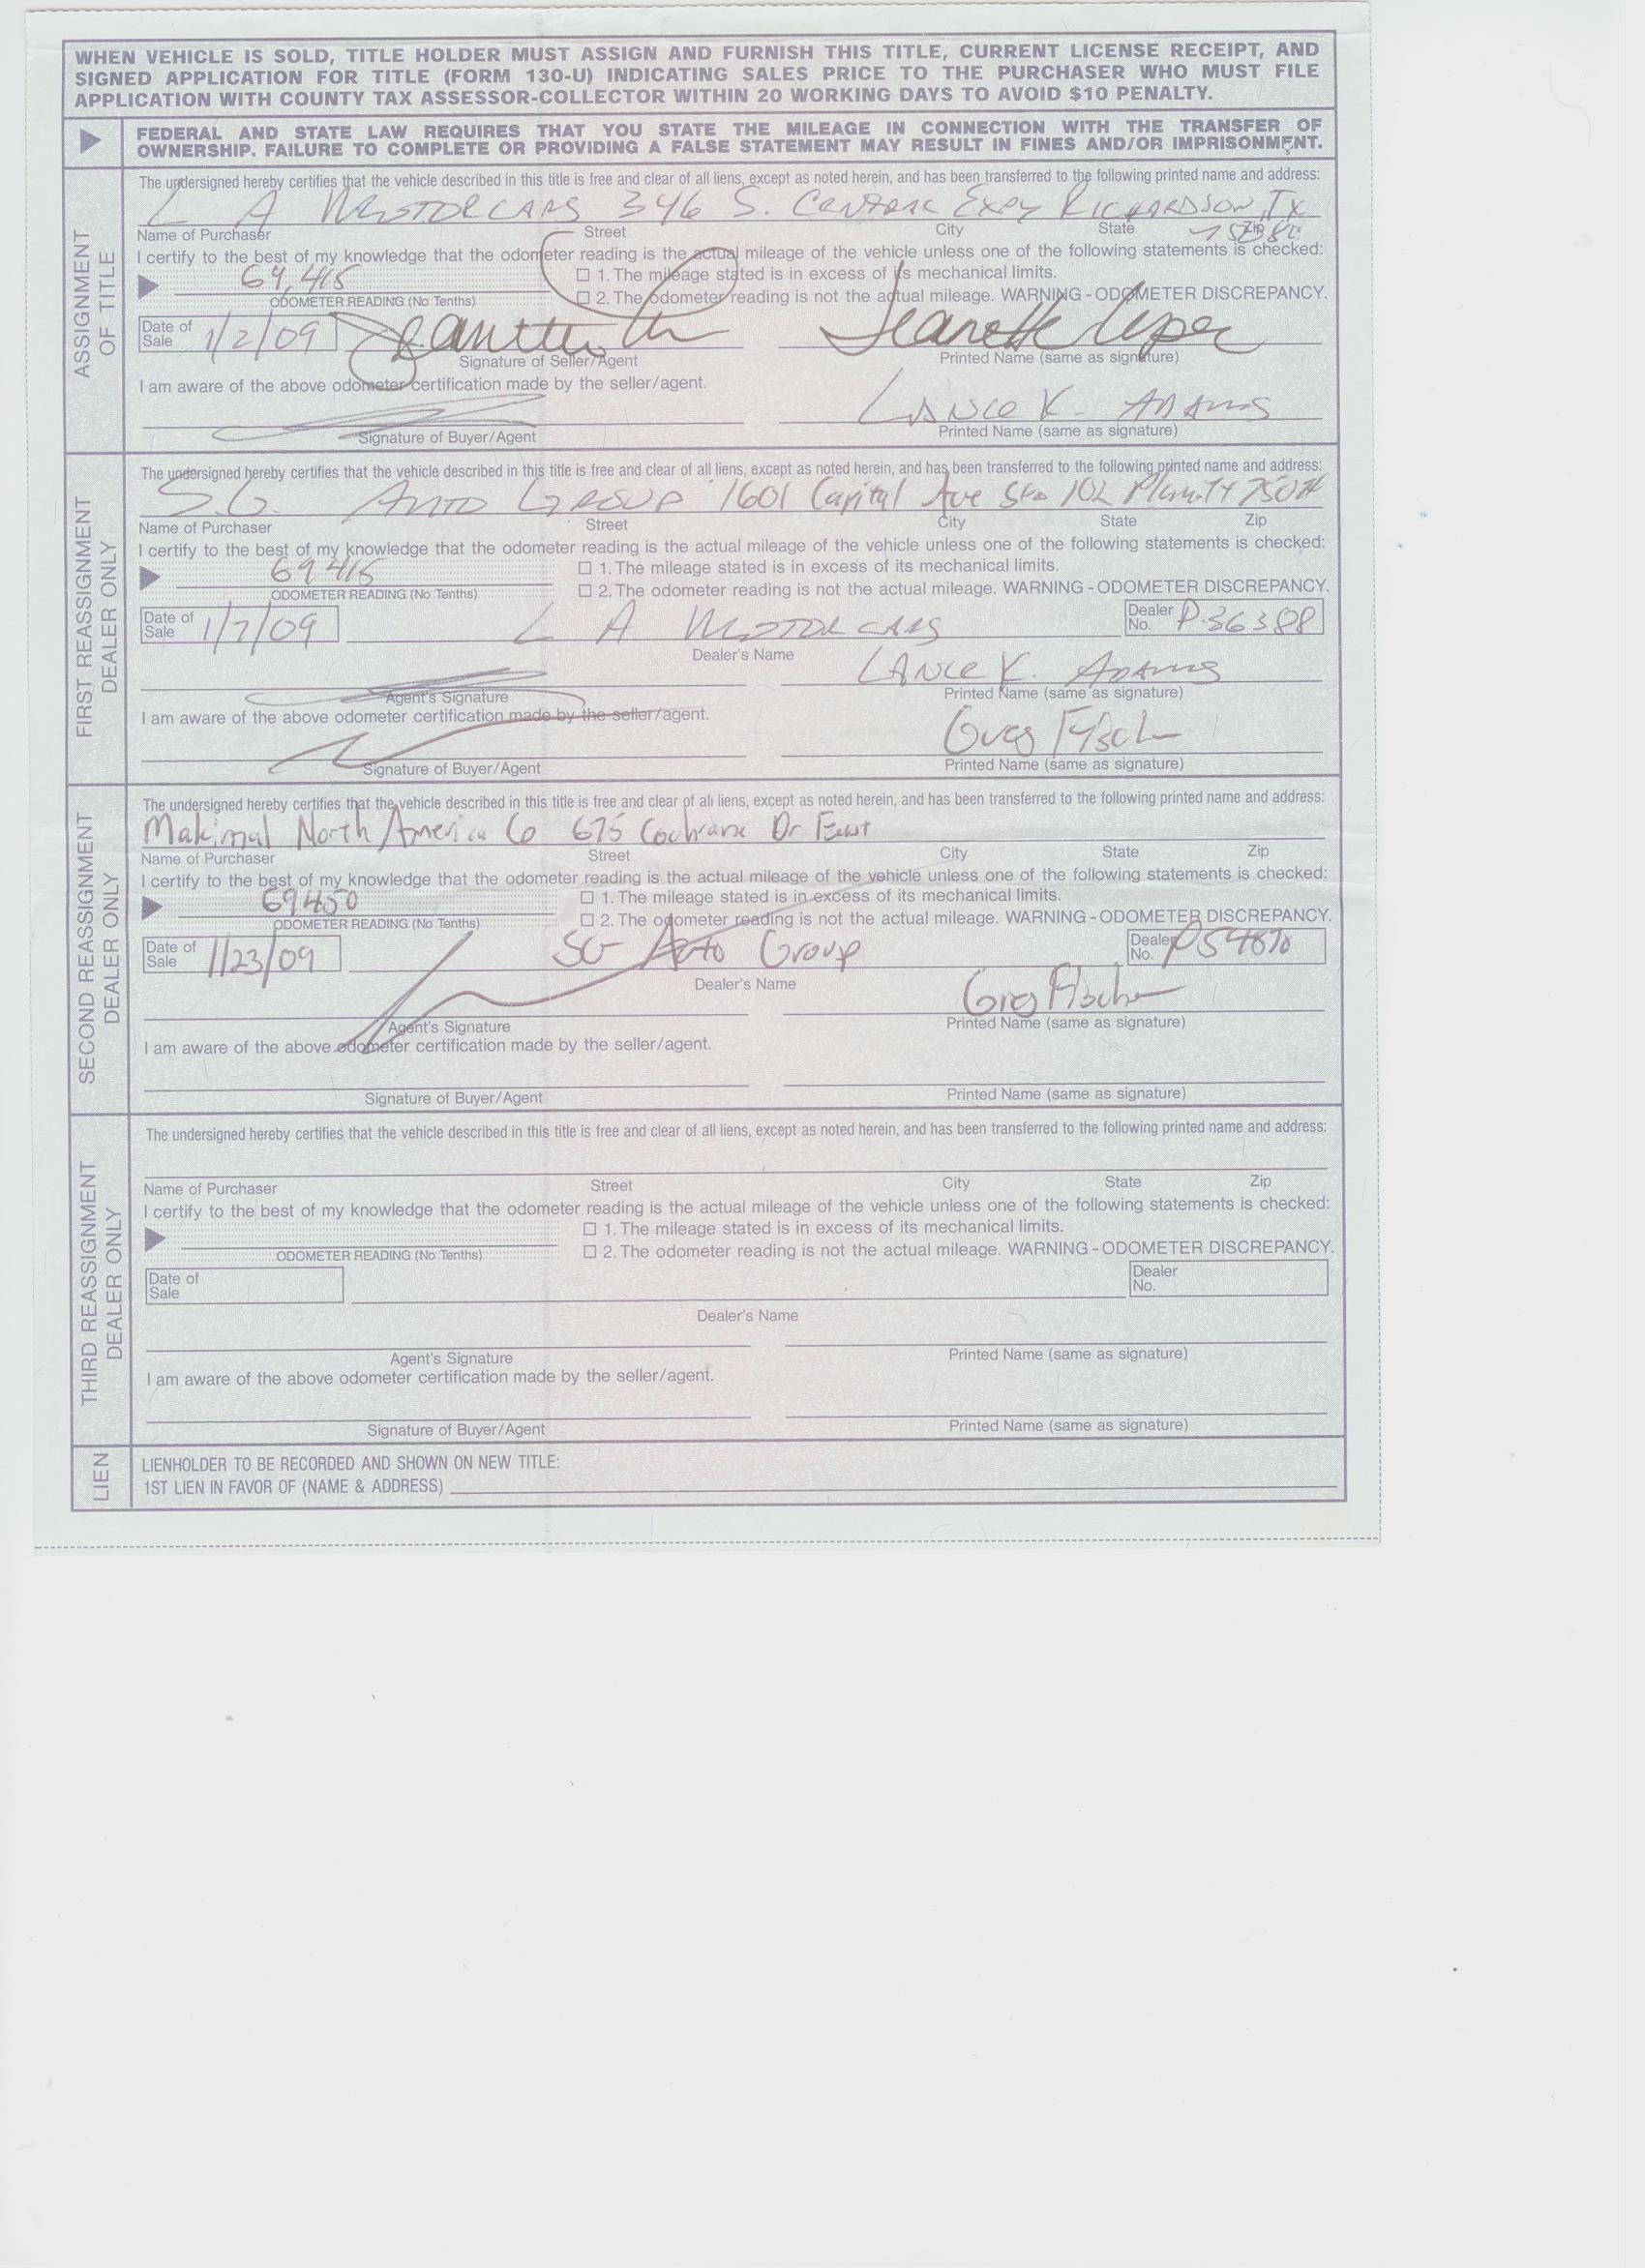 WHEN VEHICLE IS SOLD, TITLE HOLDER MUST ASSIGN AND FURNISH THIS TITLE, CURRENT LICENSE RECEIPT, AND
SIGNED APPLICATION FOR TITLE (FORM 130-U) INDICATING SALES PRICE TO THE PURCHASER WHO MUST FILE
APPLICATION WITH COUNTY TAX ASSESSOR-COLLECTOR WITHIN 20 WORKING DAYS TO AVOID $10 PENALTY.
FEDERAL AND STATE LAW REQUIRES THAT YOU STATE THE MILEAGE IN CONNECTION WITH THE TRANSFER OF
OWNERSHIP. FAILURE TO COMPLETE OR PROVIDING A FALSE STATEMENT MAY RESULT IN FINES AND/OR IMPRISONMENT.
ASSIGNMENT
OF TITLE
The undersigned hereby certifies that the vehicle described in this title is free and clear of all liens, except as noted herein, and has been transferred to the following printed name and address:
L A MOTORCARS 346 S. CENTRAL EXPY RICHARDSON, TX
75080
Name of Purchaser Street City State Zip
I certify to the best of my knowledge that the odometer reading is the actual mileage of the vehicle unless one of the following statements is checked:
69,415
ODOMETER READING (No Tenths)
1. The mileage stated is in excess of its mechanical limits.
2. The odometer reading is not the actual mileage. WARNING - ODOMETER DISCREPANCY.
Date of Sale 1/2/09
Jeanette
Signature of Seller/Agent Printed Name (same as signature)
I am aware of the above odometer certification made by the seller/agent.
LANCE K. ADAMS
Signature of Buyer/Agent Printed Name (same as signature)
FIRST REASSIGNMENT
DEALER ONLY
The undersigned hereby certifies that the vehicle described in this title is free and clear of all liens, except as noted herein, and has been transferred to the following printed name and address:
S.G. AUTO GROUP 1601 Capital Ave Ste 102 Plano Tx
Name of Purchaser Street City State Zip
I certify to the best of my knowledge that the odometer reading is the actual mileage of the vehicle unless one of the following statements is checked:
69415
ODOMETER READING (No Tenths)
1. The mileage stated is in excess of its mechanical limits.
2. The odometer reading is not the actual mileage. WARNING - ODOMETER DISCREPANCY.
Date of Sale 1/7/09 L A MOTORCARS Dealer No. P.36388
Dealer's Name
LANCE K. ADAMS
Agent's Signature Printed Name (same as signature)
I am aware of the above odometer certification made by the seller/agent.
Greg Fischer
Signature of Buyer/Agent Printed Name (same as signature)
SECOND REASSIGNMENT
DEALER ONLY
The undersigned hereby certifies that the vehicle described in this title is free and clear of all liens, except as noted herein, and has been transferred to the following printed name and address:
Makimal North America Co 675 Cochrane Dr East
Name of Purchaser Street City State Zip
I certify to the best of my knowledge that the odometer reading is the actual mileage of the vehicle unless one of the following statements is checked:
69450
ODOMETER READING (No Tenths)
1. The mileage stated is in excess of its mechanical limits.
2. The odometer reading is not the actual mileage. WARNING - ODOMETER DISCREPANCY.
Date of Sale 1/23/09 SG Auto Group Dealer No. P54870
Dealer's Name
Greg Fischer
Agent's Signature Printed Name (same as signature)
I am aware of the above odometer certification made by the seller/agent.
Signature of Buyer/Agent Printed Name (same as signature)
THIRD REASSIGNMENT
DEALER ONLY
The undersigned hereby certifies that the vehicle described in this title is free and clear of all liens, except as noted herein, and has been transferred to the following printed name and address:
Name of Purchaser Street City State Zip
I certify to the best of my knowledge that the odometer reading is the actual mileage of the vehicle unless one of the following statements is checked:
ODOMETER READING (No Tenths)
1. The mileage stated is in excess of its mechanical limits.
2. The odometer reading is not the actual mileage. WARNING - ODOMETER DISCREPANCY.
Date of Sale Dealer No.
Dealer's Name
Agent's Signature Printed Name (same as signature)
I am aware of the above odometer certification made by the seller/agent.
Signature of Buyer/Agent Printed Name (same as signature)
LIEN
LIENHOLDER TO BE RECORDED AND SHOWN ON NEW TITLE:
1ST LIEN IN FAVOR OF (NAME & ADDRESS)